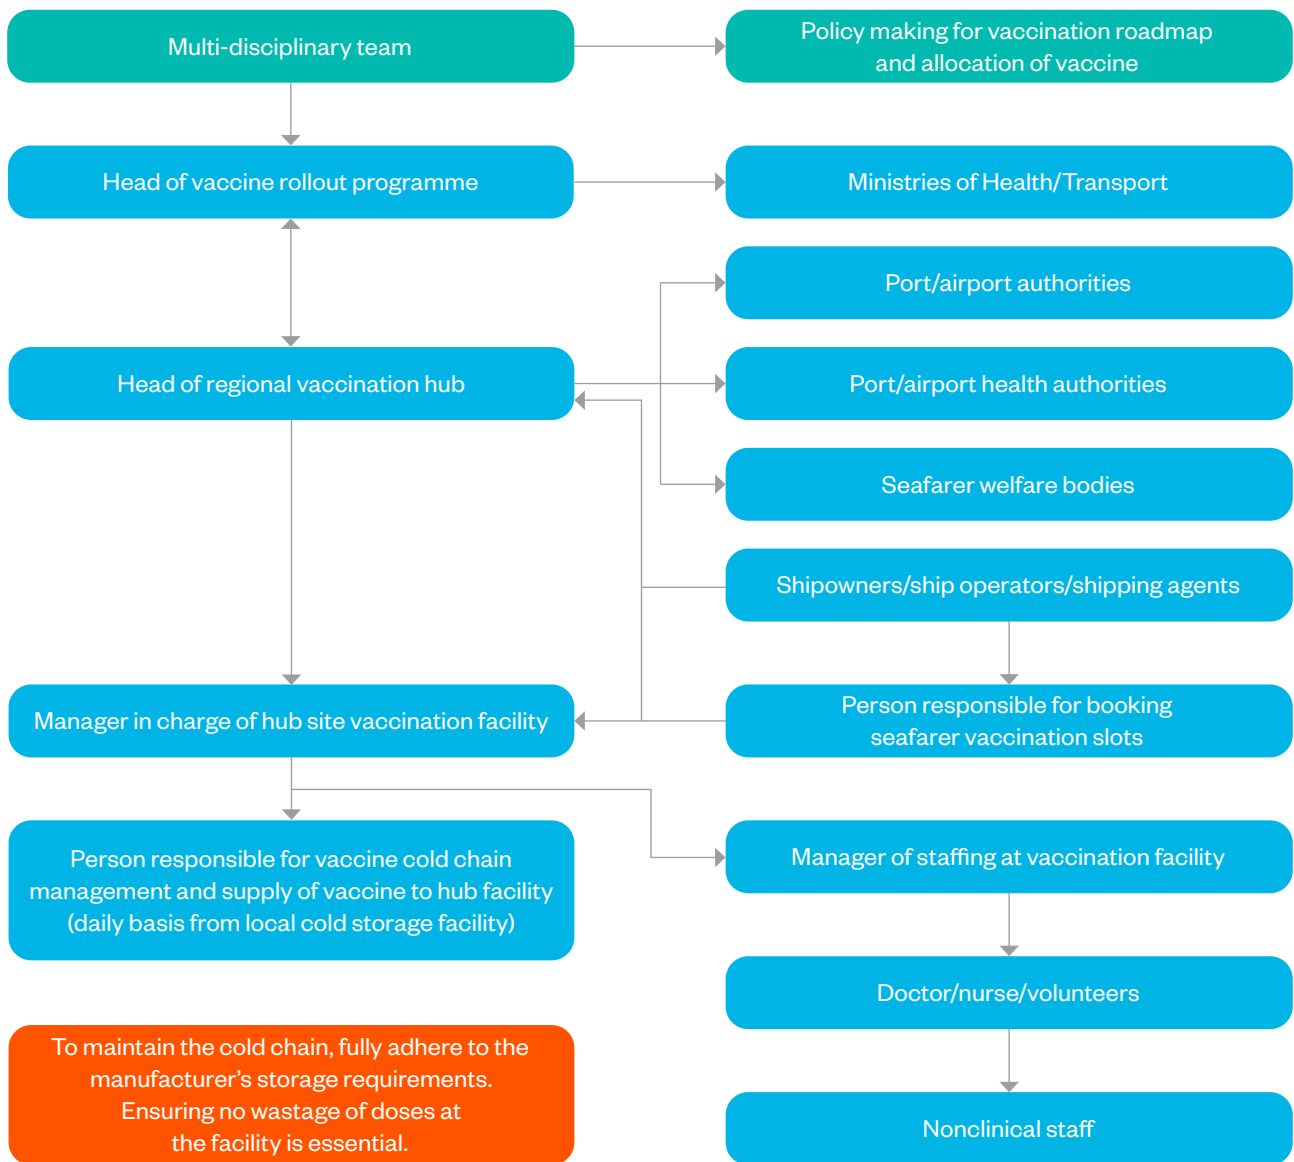 Multi-disciplinary team
Policy making for vaccination roadmap
and allocation of vaccine
Head of vaccine rollout programme
Ministries of Health/Transport
Port/airport authorities
Head of regional vaccination hub
Port/airport health authorities
Seafarer welfare bodies
Shipowners/ship operators/shipping agents
Manager in charge of hub site vaccination facility
Person responsible for booking
seafarer vaccination slots
Person responsible for vaccine cold chain
management and supply of vaccine to hub facility
(daily basis from local cold storage facility)
Manager of staffing at vaccination facility
Doctor/nurse/volunteers
To maintain the cold chain, fully adhere to the
manufacturer’s storage requirements.
Ensuring no wastage of doses at
the facility is essential.
Nonclinical staff